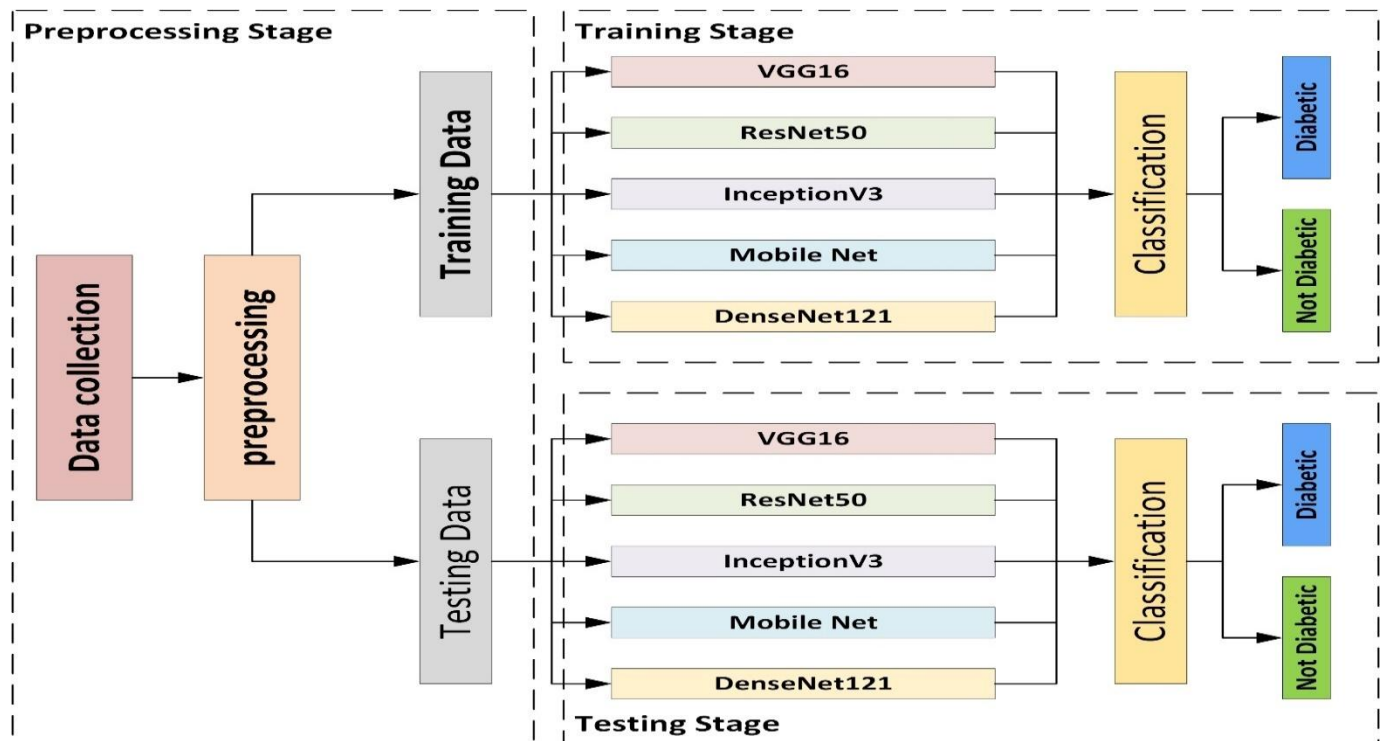 Preprocessing Stage
Data collection
preprocessing
Training Data
Testing Data
Training Stage
VGG16
ResNet50
InceptionV3
Mobile Net
DenseNet121
Classification
Diabetic
Not Diabetic
VGG16
ResNet50
InceptionV3
Mobile Net
DenseNet121
Classification
Diabetic
Not Diabetic
Testing Stage